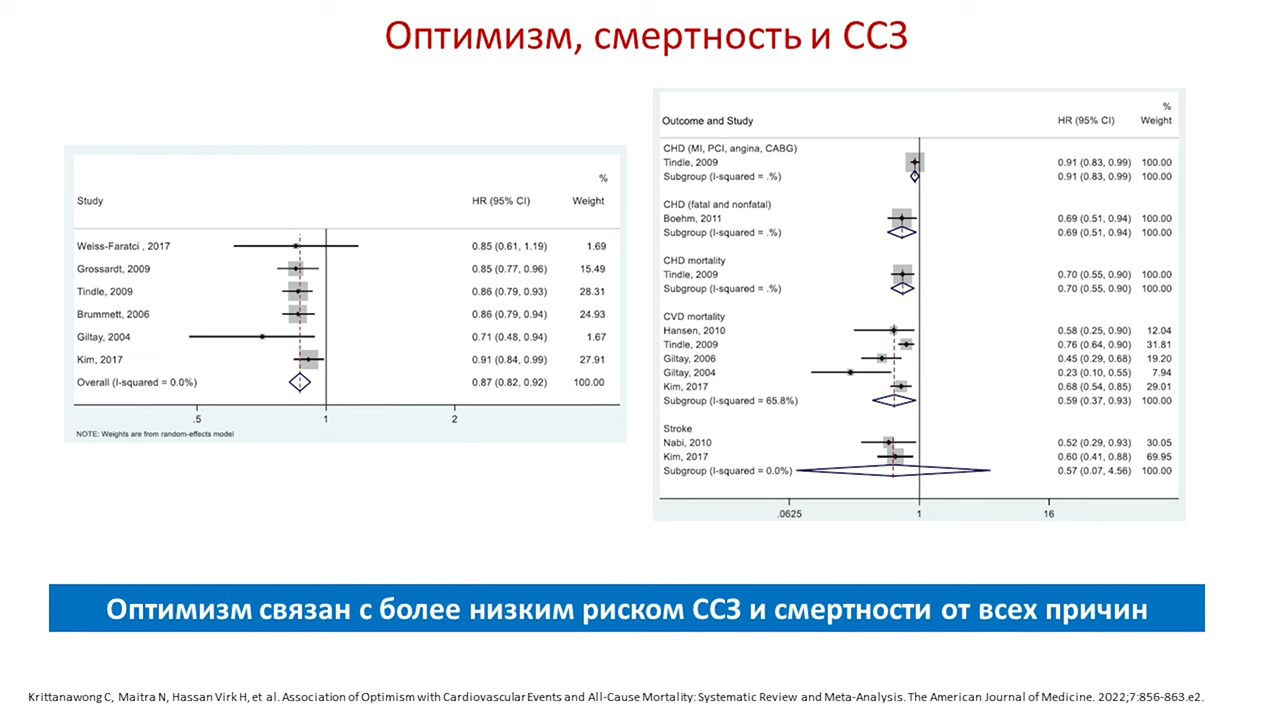 Оптимизм, смертность и ССЗ
%
Study HR (95% CI) Weight
Weiss-Faratci , 2017 0.85 (0.61, 1.19) 1.69
Grossardt, 2009 0.85 (0.77, 0.96) 15.49
Tindle, 2009 0.86 (0.79, 0.93) 28.31
Brummett, 2006 0.86 (0.79, 0.94) 24.93
Giltay, 2004 0.71 (0.48, 0.94) 1.67
Kim, 2017 0.91 (0.84, 0.99) 27.91
Overall (I-squared = 0.0%) 0.87 (0.82, 0.92) 100.00
.5 1 2
NOTE: Weights are from random-effects model
%
Outcome and Study HR (95% CI) Weight
CHD (MI, PCI, angina, CABG)
Tindle, 2009 0.91 (0.83, 0.99) 100.00
Subgroup (I-squared = .%) 0.91 (0.83, 0.99) 100.00
CHD (fatal and nonfatal)
Boehm, 2011 0.69 (0.51, 0.94) 100.00
Subgroup (I-squared = .%) 0.69 (0.51, 0.94) 100.00
CHD mortality
Tindle, 2009 0.70 (0.55, 0.90) 100.00
Subgroup (I-squared = .%) 0.70 (0.55, 0.90) 100.00
CVD mortality
Hansen, 2010 0.58 (0.25, 0.90) 12.04
Tindle, 2009 0.76 (0.64, 0.90) 31.81
Giltay, 2006 0.45 (0.29, 0.68) 19.20
Giltay, 2004 0.23 (0.10, 0.55) 7.94
Kim, 2017 0.68 (0.54, 0.85) 29.01
Subgroup (I-squared = 65.8%) 0.59 (0.37, 0.93) 100.00
Stroke
Nabi, 2010 0.52 (0.29, 0.93) 30.05
Kim, 2017 0.60 (0.41, 0.88) 69.95
Subgroup (I-squared = 0.0%) 0.57 (0.07, 4.56) 100.00
.0625 1 16
Оптимизм связан с более низким риском ССЗ и смертности от всех причин
Krittanawong C, Maitra N, Hassan Virk H, et al. Association of Optimism with Cardiovascular Events and All-Cause Mortality: Systematic Review and Meta-Analysis. The American Journal of Medicine. 2022;7:856-863.e2.